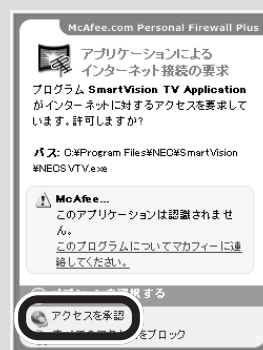 McAfee.com Personal Firewall Plus
アプリケーションによる
インターネット接続の要求
プログラム SmartVision TV Application
がインターネットに対するアクセスを要求して
います。許可しますか?
パス: C:¥Program Files¥NEC¥SmartVision
¥NECSVTV.exe
McAfee...
このアプリケーションは認識されませ
ん。
このプログラムについてマカフィーに連
絡してください。
する
アクセスを承認
をブロック